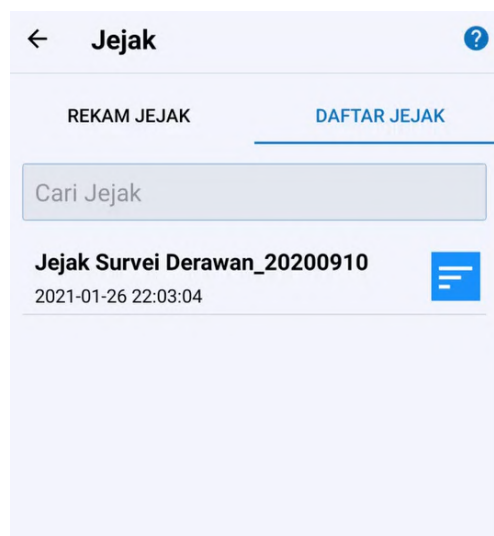 Jejak
?
REKAM JEJAK
DAFTAR JEJAK
Cari Jejak
Jejak Survei Derawan_20200910
2021-01-26 22:03:04